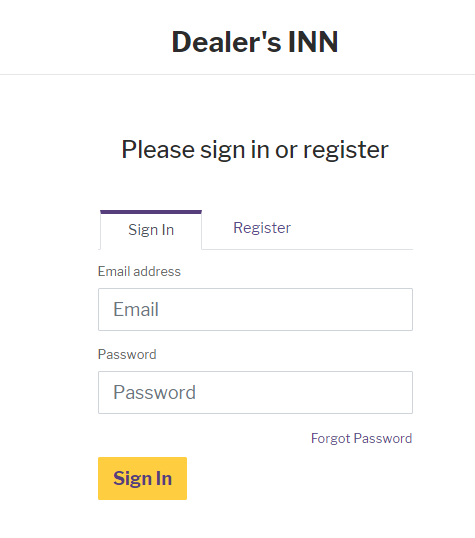 Dealer's INN
Please sign in or register
Sign In
Register
Email address
Email
Password
Password
Forgot Password
Sign In